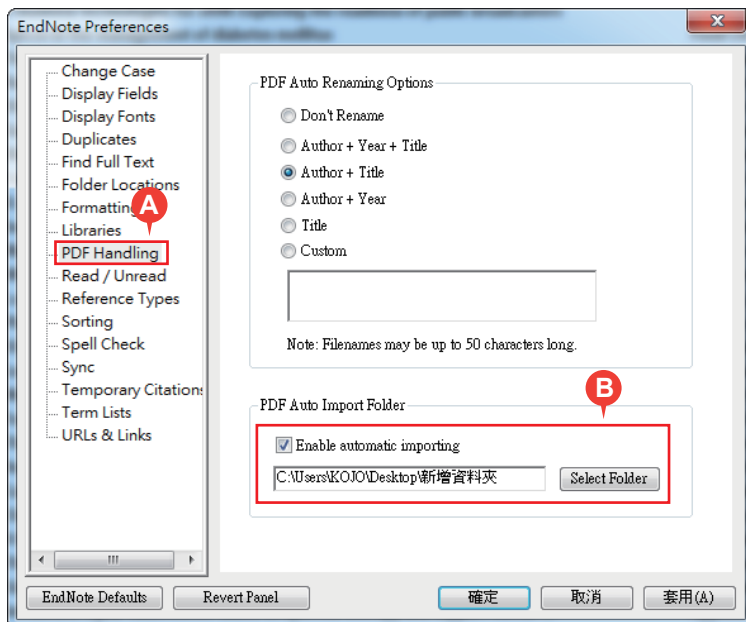 EndNote Preferences
Change Case
Display Fields
Display Fonts
Duplicates
Find Full Text
Folder Locations
Formatting
A
Libraries
PDF Handling
Read / Unread
Reference Types
Sorting
Spell Check
Sync
Temporary Citations
Term Lists
URLs & Links
PDF Auto Renaming Options
Don't Rename
Author + Year + Title
Author + Title
Author + Year
Title
Custom
Note: Filenames may be up to 50 characters long.
B
PDF Auto Import Folder
Enable automatic importing
C:\Users\KOJO\Desktop\新增資料夾
Select Folder
EndNote Defaults
Revert Panel
確定
取消
套用(A)